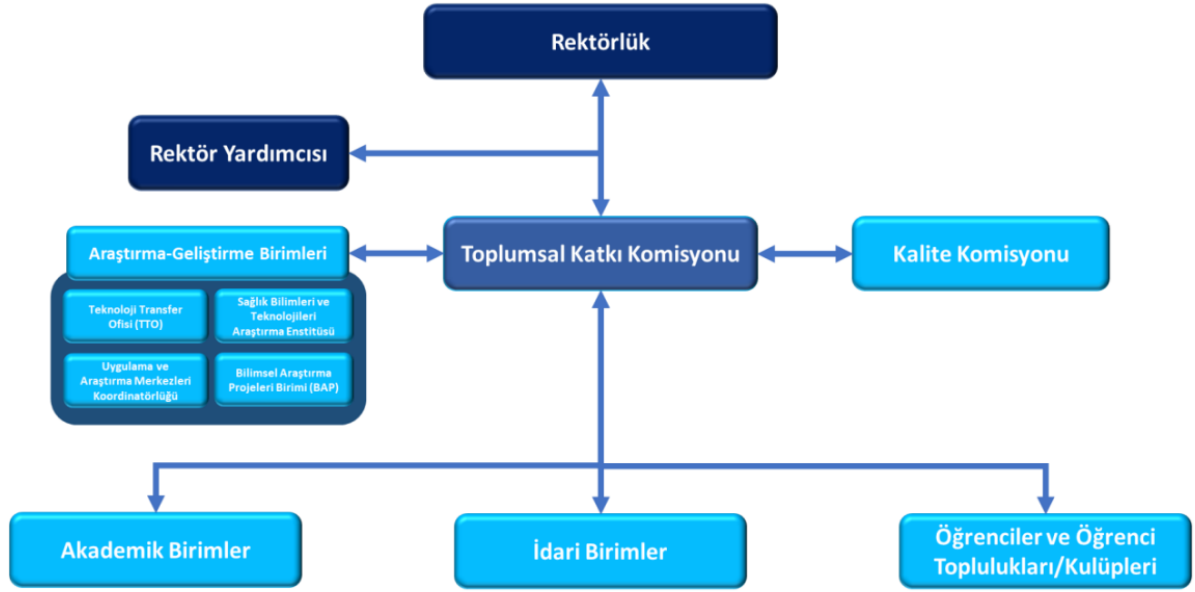 Rektörlük
Rektör Yardımcısı
Araştırma-Geliştirme Birimleri
Toplumsal Katkı Komisyonu
Kalite Komisyonu
Teknoloji Transfer
Ofisi (TTO)
Sağlık Bilimleri ve
Teknolojileri
Araştırma Enstitüsü
Uygulama ve
Araştırma Merkezleri
Koordinatörlüğü
Bilimsel Araştırma
Projeleri Birimi (BAP)
Akademik Birimler
İdari Birimler
Öğrenciler ve Öğrenci
Toplulukları/Kulüpleri